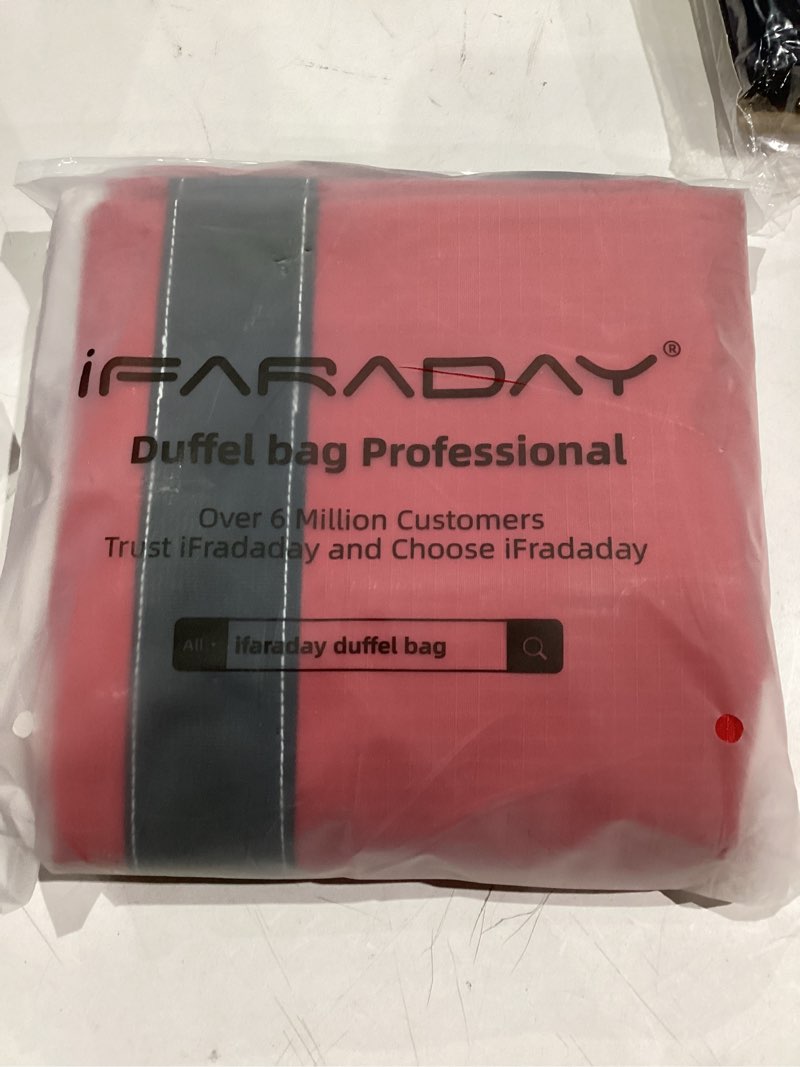 iFARADAY®
Duffel bag Professional
Over 6 Million Customers
Trust iFradaday and Choose iFradaday
All ifaraday duffel bag